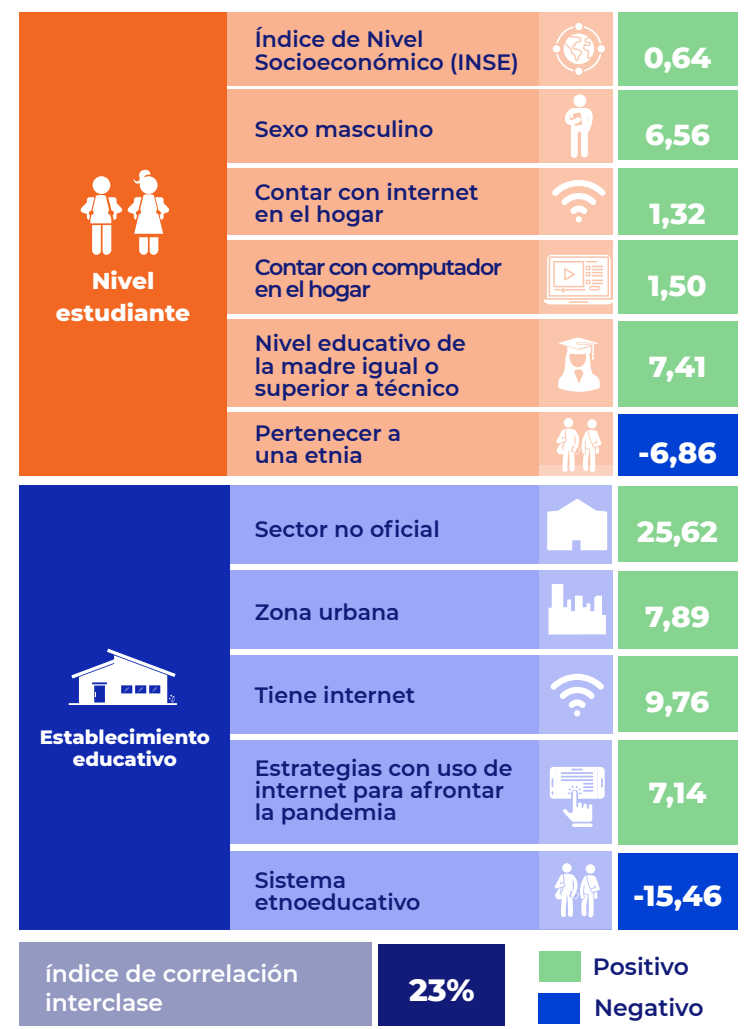 Nivel
estudiante
Índice de Nivel
Socioeconómico (INSE)
0,64
Sexo masculino
6,56
Contar con internet
en el hogar
1,32
Contar con computador
en el hogar
1,50
Nivel educativo de
la madre igual o
superior a técnico
7,41
Pertenecer a
una etnia
-6,86
Establecimiento
educativo
Sector no oficial
25,62
Zona urbana
7,89
Tiene internet
9,76
Estrategias con uso de
internet para afrontar
la pandemia
7,14
Sistema
etnoeducativo
-15,46
índice de correlación
interclase
23%
Positivo
Negativo